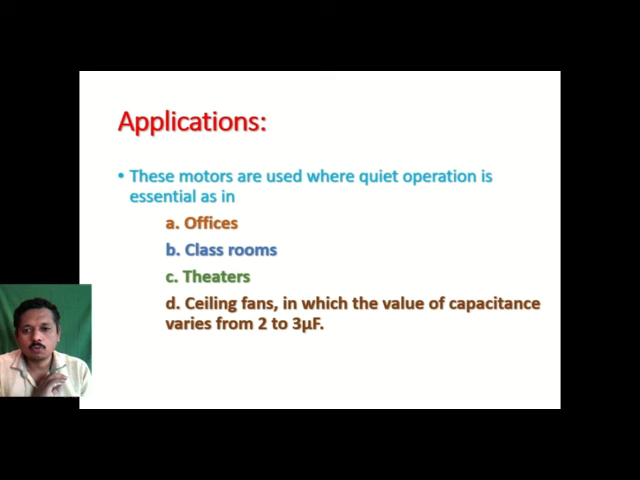 Applications:
• These motors are used where quiet operation is
essential as in
a. Offices
b. Class rooms
c. Theaters
d. Ceiling fans, in which the value of capacitance
varies from 2 to 3µF.